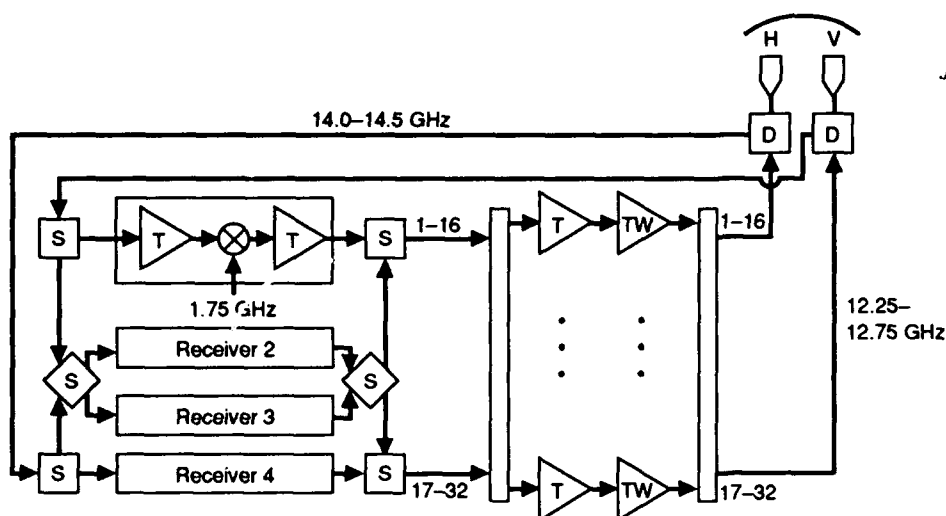 H V
14.0–14.5 GHz
D D
S T T S 1–16 T TW 1–16
1.75 GHz
12.25–
12.75 GHz
Receiver 2
S S
Receiver 3
S Receiver 4 S T TW
17–32 17–32